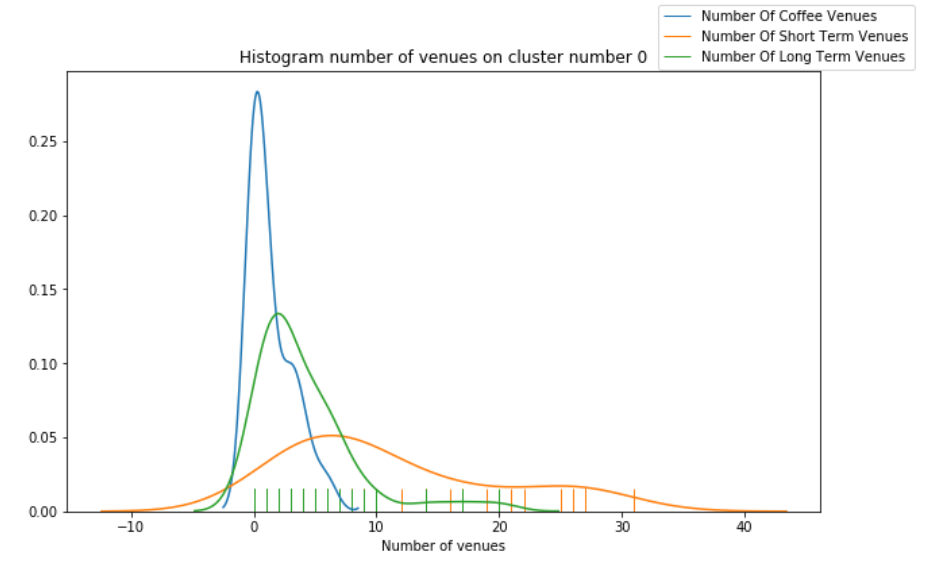 Number Of Coffee Venues
Number Of Short Term Venues
Number Of Long Term Venues
Histogram number of venues on cluster number 0
0.25
0.20
0.15
0.10
0.05
0.00
−10 0 10 20 30 40
Number of venues